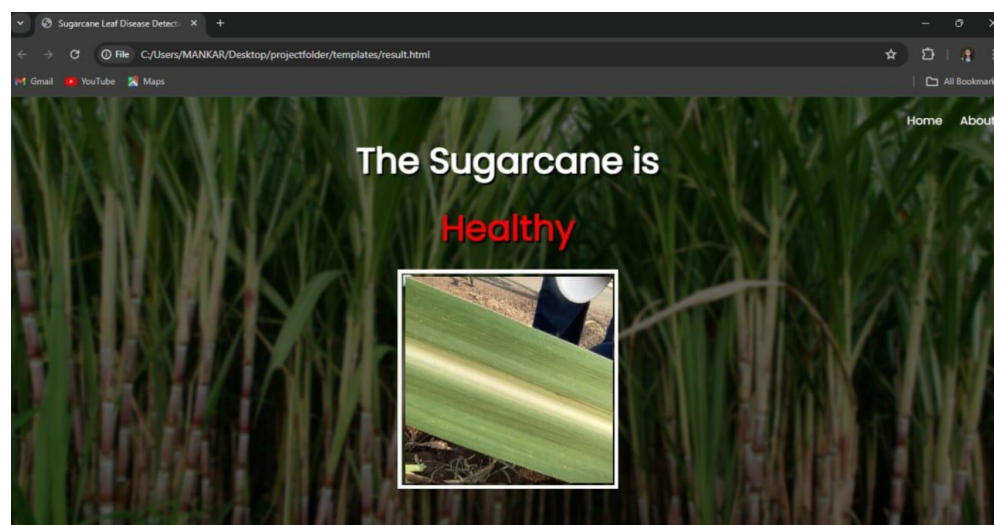 Sugarcane Leaf Disease Detecti
File C:/Users/MANKAR/Desktop/projectfolder/templates/result.html
Gmail YouTube Maps All Bookmark
Home About
The Sugarcane is
Healthy